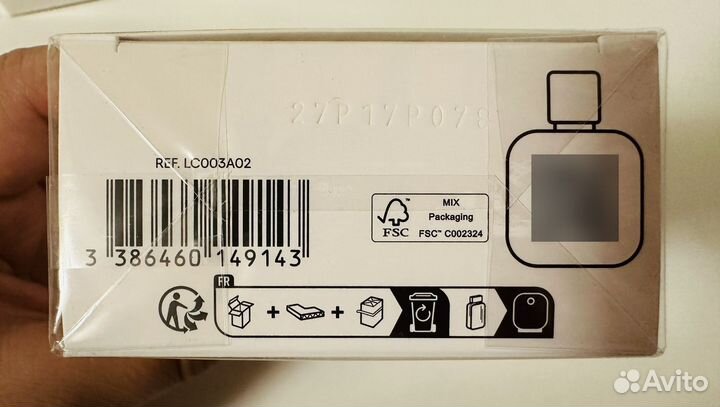 27P17P078
REF. LC003A02
3 386460 149143
FSC
MIX
Packaging
FSC™ C002324
FR
Avito